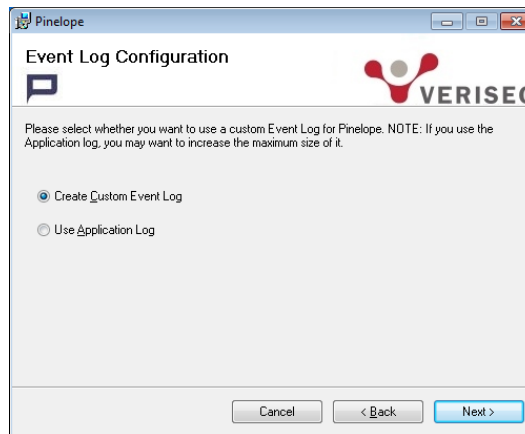 Pinelope
Event Log Configuration
VERISEC
Please select whether you want to use a custom Event Log for Pinelope. NOTE: If you use the
Application log, you may want to increase the maximum size of it.
Create Custom Event Log
Use Application Log
Cancel
< Back
Next >